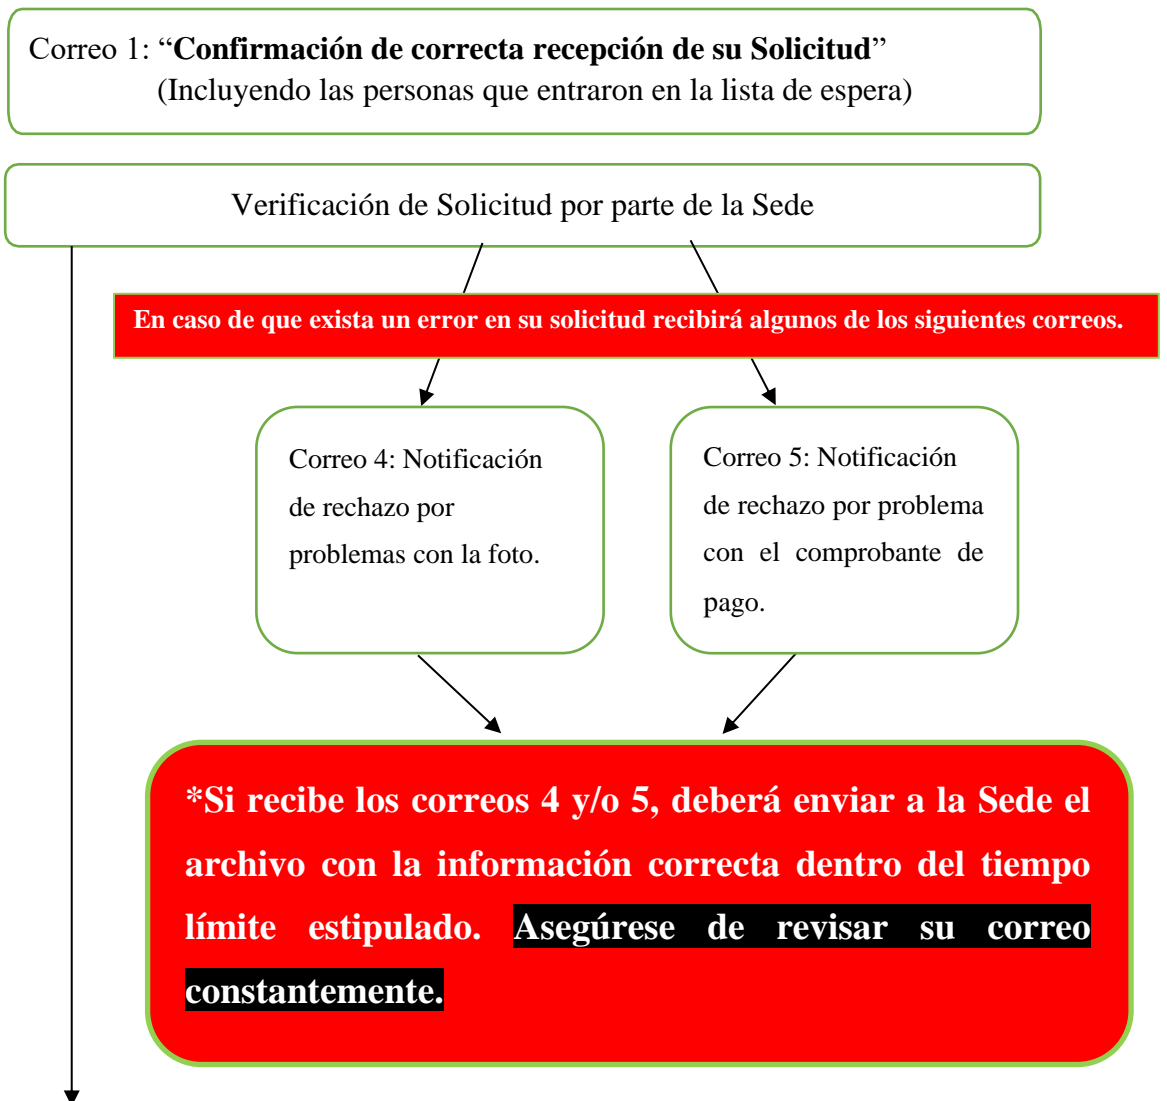 Correo 1: “Confirmación de correcta recepción de su Solicitud”
(Incluyendo las personas que entraron en la lista de espera)
Verificación de Solicitud por parte de la Sede
En caso de que exista un error en su solicitud recibirá algunos de los siguientes correos.
Correo 4: Notificación
de rechazo por
problemas con la foto.
Correo 5: Notificación
de rechazo por problema
con el comprobante de
pago.
*Si recibe los correos 4 y/o 5, deberá enviar a la Sede el
archivo con la información correcta dentro del tiempo
límite estipulado. Asegúrese de revisar su correo
constantemente.